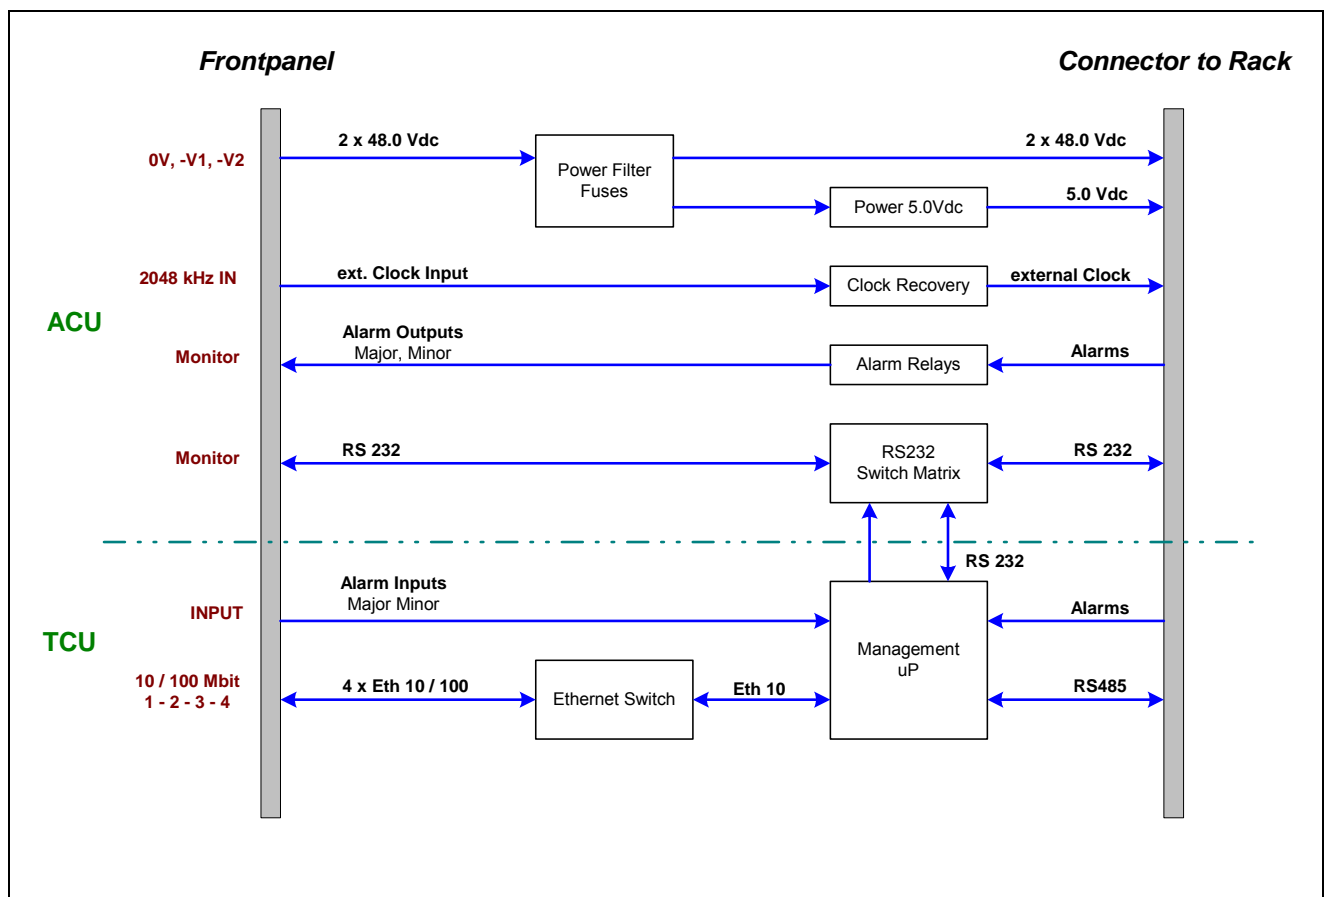 Frontpanel
Connector to Rack
0V, -V1, -V2
2 x 48.0 Vdc
Power Filter
Fuses
2 x 48.0 Vdc
Power 5.0Vdc
5.0 Vdc
2048 kHz IN
ext. Clock Input
Clock Recovery
external Clock
ACU
Monitor
Alarm Outputs
Major, Minor
Alarm Relays
Alarms
Monitor
RS 232
RS232
Switch Matrix
RS 232
RS 232
INPUT
Alarm Inputs
Major Minor
Management
uP
Alarms
TCU
10 / 100 Mbit
1 - 2 - 3 - 4
4 x Eth 10 / 100
Ethernet Switch
Eth 10
RS485